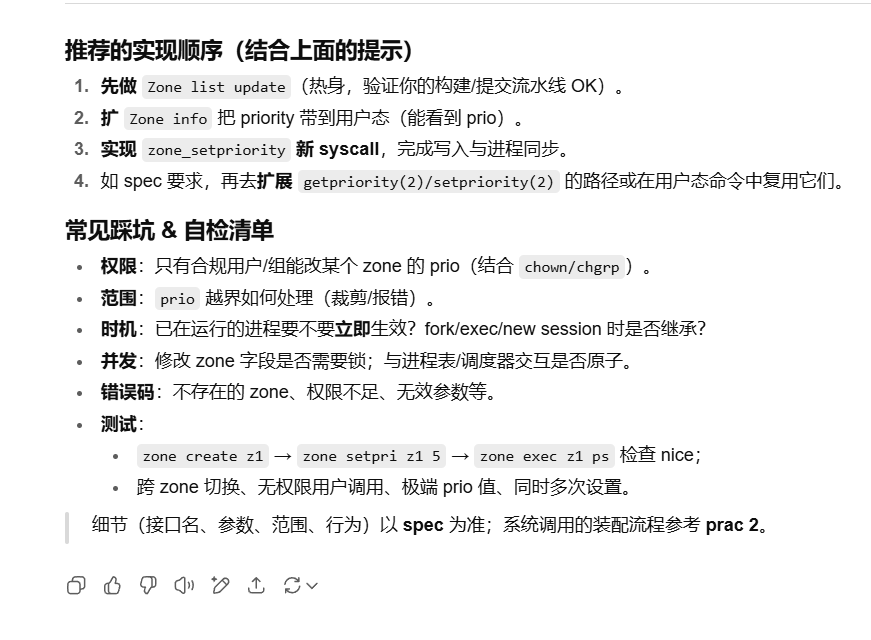 推荐的实现顺序（结合上面的提示）
1. 先做 Zone list update（热身，验证你的构建/提交流水线 OK）。
2. 扩 Zone info 把 priority 带到用户态（能看到 prio）。
3. 实现 zone_setpriority 新 syscall，完成写入与进程同步。
4. 如 spec 要求，再去扩展 getpriority(2)/setpriority(2) 的路径或在用户态命令中复用它们。
常见踩坑 & 自检清单
• 权限：只有合规用户/组能改某个 zone 的 prio（结合 chown/chgrp）。
• 范围：prio 越界如何处理（裁剪/报错）。
• 时机：已在运行的进程要不要立即生效？fork/exec/new session 时是否继承？
• 并发：修改 zone 字段是否需要锁；与进程表/调度器交互是否原子。
• 错误码：不存在的 zone、权限不足、无效参数等。
• 测试：
• zone create z1 → zone setpri z1 5 → zone exec z1 ps 检查 nice；
• 跨 zone 切换、无权限用户调用、极端 prio 值、同时多次设置。
细节（接口名、参数、范围、行为）以 spec 为准；系统调用的装配流程参考 prac 2。